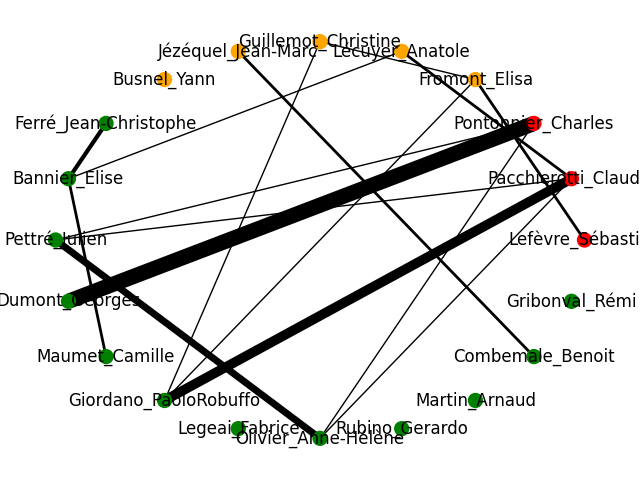 Guillemot_Christine
Jézéquel_Jean-Marc
Lecuyer_Anatole
Busnel_Yann
Fromont_Elisa
Ferré_Jean-Christophe
Pontonnier_Charles
Bannier_Elise
Pacchierotti_Claud
Pettré_Julien
Lefèvre_Sébasti
Dumont_Georges
Gribonval_Rémi
Maumet_Camille
Combemale_Benoit
Giordano_PaoloRobuffo
Martin_Arnaud
Legeai_Fabrice
Rubino_Gerardo
Olivier_Anne-Hélène